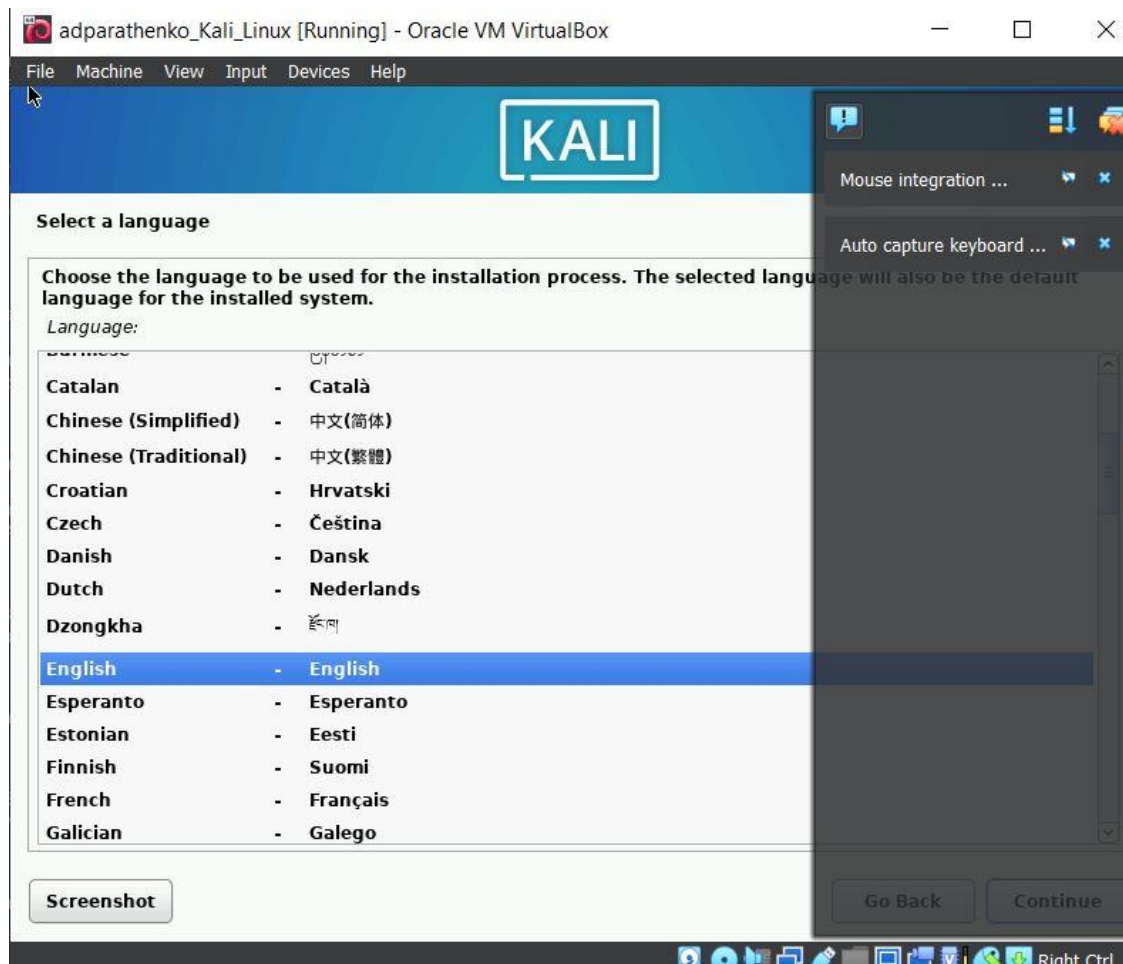 adparathenko_Kali_Linux [Running] - Oracle VM VirtualBox
File Machine View Input Devices Help
KALI
Mouse integration ...
Auto capture keyboard ...
Select a language
Choose the language to be used for the installation process. The selected language will also be the default
language for the installed system.
Language:
Catalan - Català
Chinese (Simplified) - 中文(简体)
Chinese (Traditional) - 中文(繁體)
Croatian - Hrvatski
Czech - Čeština
Danish - Dansk
Dutch - Nederlands
Dzongkha - རྫོང་ཁ།
English - English
Esperanto - Esperanto
Estonian - Eesti
Finnish - Suomi
French - Français
Galician - Galego
Screenshot
Go Back
Continue
Right Ctrl